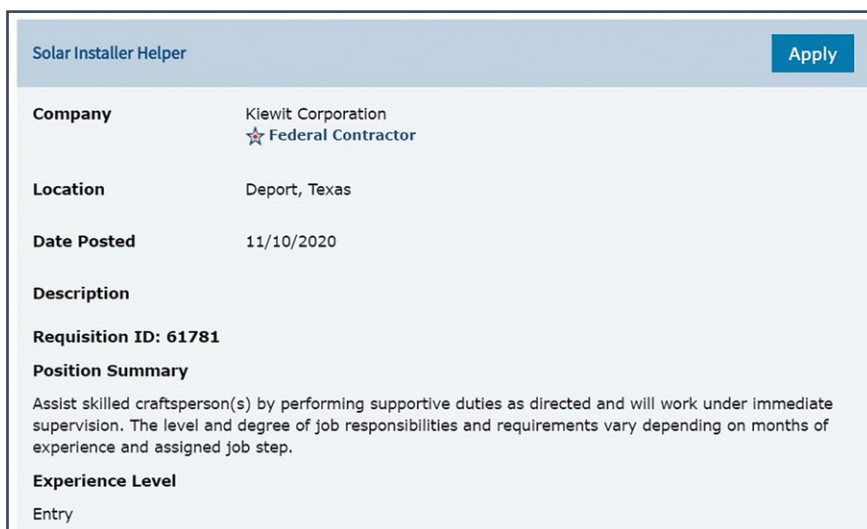 Solar Installer Helper
Apply
Company
Kiewit Corporation
Federal Contractor
Location
Deport, Texas
Date Posted
11/10/2020
Description
Requisition ID: 61781
Position Summary
Assist skilled craftsperson(s) by performing supportive duties as directed and will work under immediate
supervision. The level and degree of job responsibilities and requirements vary depending on months of
experience and assigned job step.
Experience Level
Entry